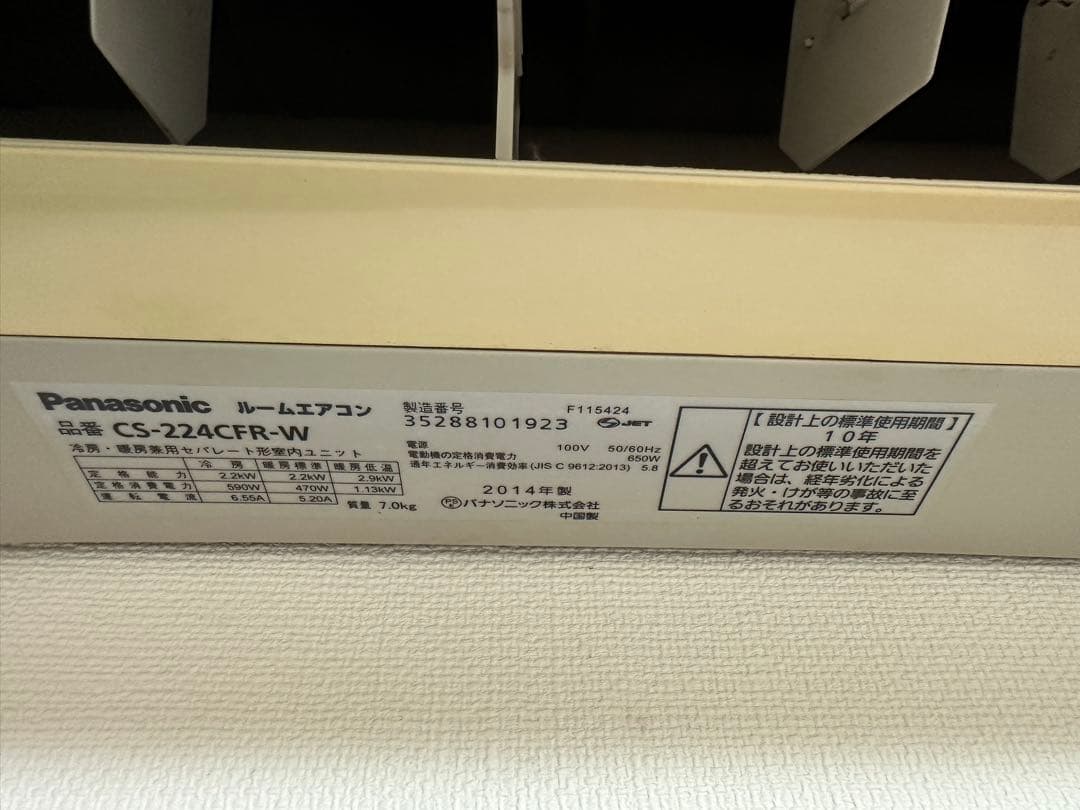 Panasonic ルームエアコン
品番 CS-224CFR-W
冷房・暖房兼用セパレート形室内ユニット
冷房 暖房標準 暖房低温
定格能力 2.2kW 2.2kW 2.9kW
定格消費電力 590W 470W 1.13kW
運転電流 6.55A 5.20A
質量 7.0kg
製造番号 F115424
35288101923 JET
電源 100V 50/60Hz
電動機の定格消費電力 650W
通年エネルギー消費効率(JIS C 9612:2013) 5.8
2014年製
PSE パナソニック株式会社
中国製
【設計上の標準使用期間】
10年
設計上の標準使用期間を
超えてお使いいただいた
場合は、経年劣化による
発火・けが等の事故に至
るおそれがあります。